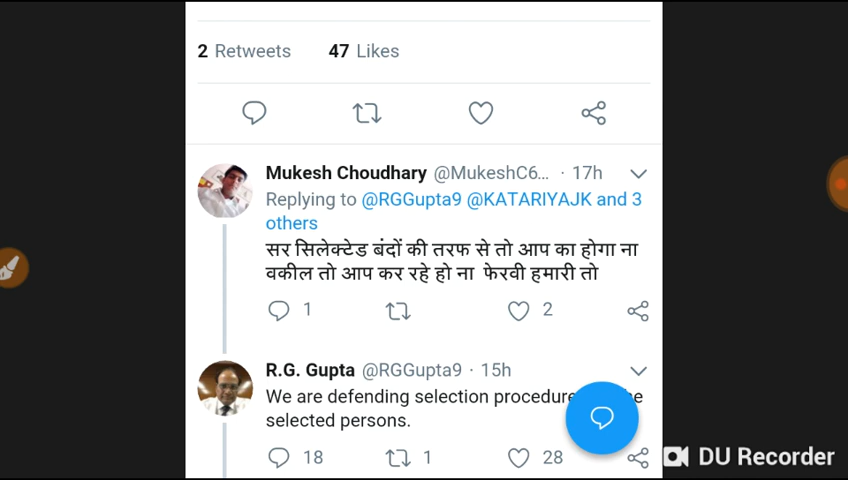 2 Retweets 47 Likes
Mukesh Choudhary @MukeshC6... · 17h
Replying to @RGGupta9 @KATARIYAJK and 3
others
सर सिलेक्टेड बंदों की तरफ से तो आप का होगा ना
वकील तो आप कर रहे हो ना फेरवी हमारी तो
1 2
R.G. Gupta @RGGupta9 · 15h
We are defending selection procedure
selected persons.
18 1 28
DU Recorder